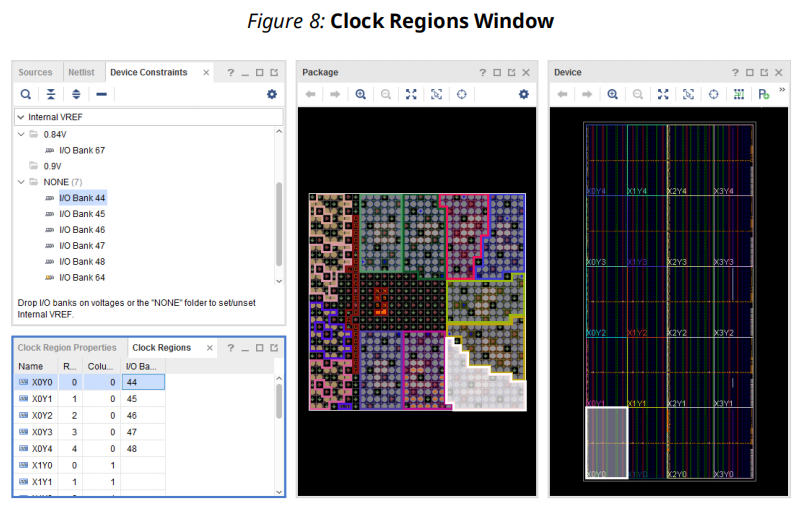 Figure 8: Clock Regions Window
Sources Netlist Device Constraints × ? _
Internal VREF
0.84V
I/O Bank 67
0.9V
NONE (7)
I/O Bank 44
I/O Bank 45
I/O Bank 46
I/O Bank 47
I/O Bank 48
I/O Bank 64
Drop I/O banks on voltages or the "NONE" folder to set/unset
Internal VREF.
Clock Region Properties Clock Regions × ? _
Name R... Colu... I/O Ba...
X0Y0 0 0 44
X0Y1 1 0 45
X0Y2 2 0 46
X0Y3 3 0 47
X0Y4 4 0 48
X1Y0 0 1
X1Y1 1 1
Package ? ×
Device ? ×
»
X0Y4 X1Y4 X2Y4 X3Y4
X0Y3 X1Y3 X2Y3 X3Y3
X0Y2 X1Y2 X2Y2 X3Y2
X0Y1 X1Y1 X2Y1 X3Y1
X0Y0 X1Y0 X2Y0 X3Y0